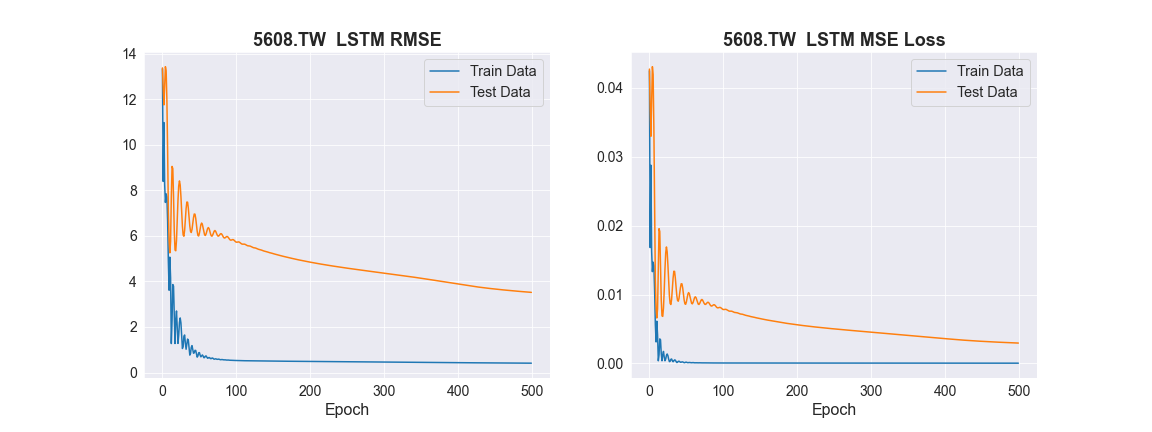 5608.TW  LSTM RMSE
14
12
10
8
6
4
2
0
0 100 200 300 400 500
Epoch
Train Data
Test Data
5608.TW  LSTM MSE Loss
0.04
0.03
0.02
0.01
0.00
0 100 200 300 400 500
Epoch
Train Data
Test Data